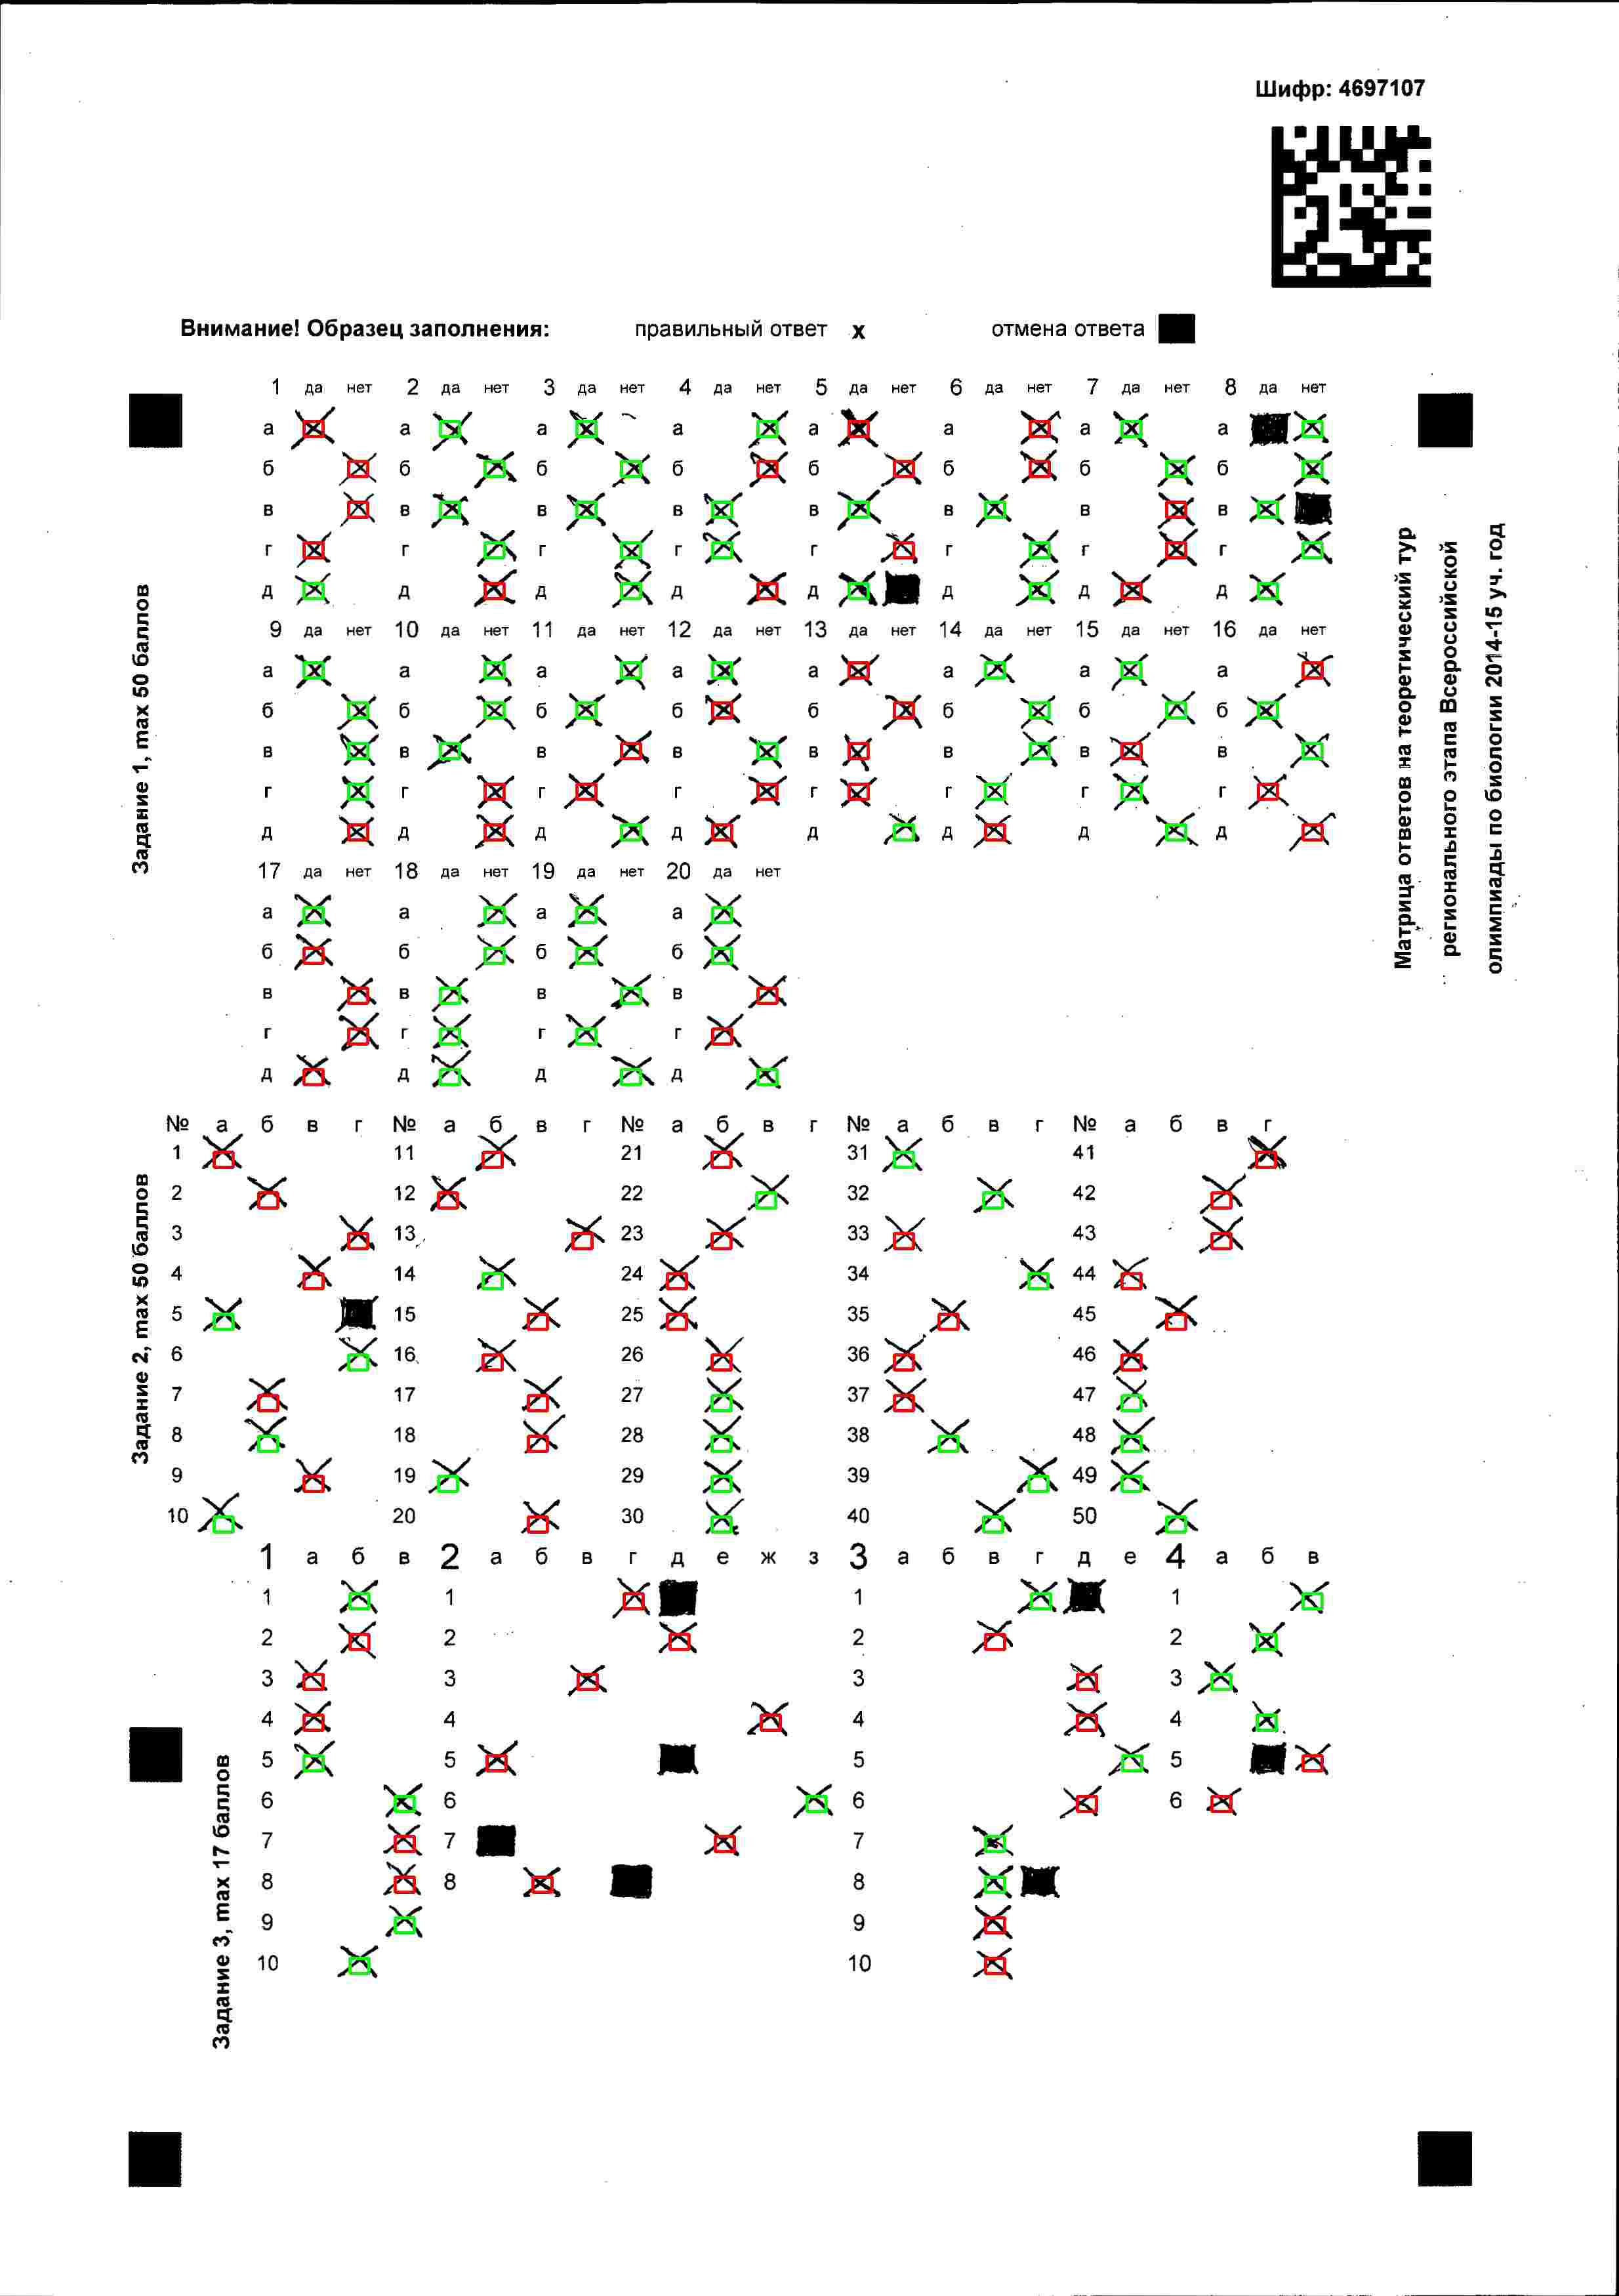 Шифр: 4697107
Внимание! Образец заполнения: правильный ответ х отмена ответа
1 да нет 2 да нет 3 да нет 4 да нет 5 да нет 6 да нет 7 да нет 8 да нет
а а а а а а а а
б б б б б б б б
в в в в в в в в
г г г г г г г г
д д д д д д д д
9 да нет 10 да нет 11 да нет 12 да нет 13 да нет 14 да нет 15 да нет 16 да нет
а а а а а а а а
б б б б б б б б
в в в в в в в в
г г г г г г г г
д д д д д д д д
17 да нет 18 да нет 19 да нет 20 да нет
а а а а
б б б б
в в в в
г г г г
д д д д
Задание 1, max 50 баллов
Матрица ответов на теоретический тур
регионального этапа Всероссийской
олимпиады по биологии 2014-15 уч. год
№ а б в г № а б в г № а б в г № а б в г № а б в г
1 11 21 31 41
2 12 22 32 42
3 13 23 33 43
4 14 24 34 44
5 15 25 35 45
6 16 26 36 46
7 17 27 37 47
8 18 28 38 48
9 19 29 39 49
10 20 30 40 50
Задание 2, max 50 баллов
1 а б в 2 а б в г д е ж з 3 а б в г д е 4 а б в
1 1 1 1
2 2 2 2
3 3 3 3
4 4 4 4
5 5 5 5
6 6 6 6
7 7 7
8 8 8
9 9
10 10
Задание 3, max 17 баллов